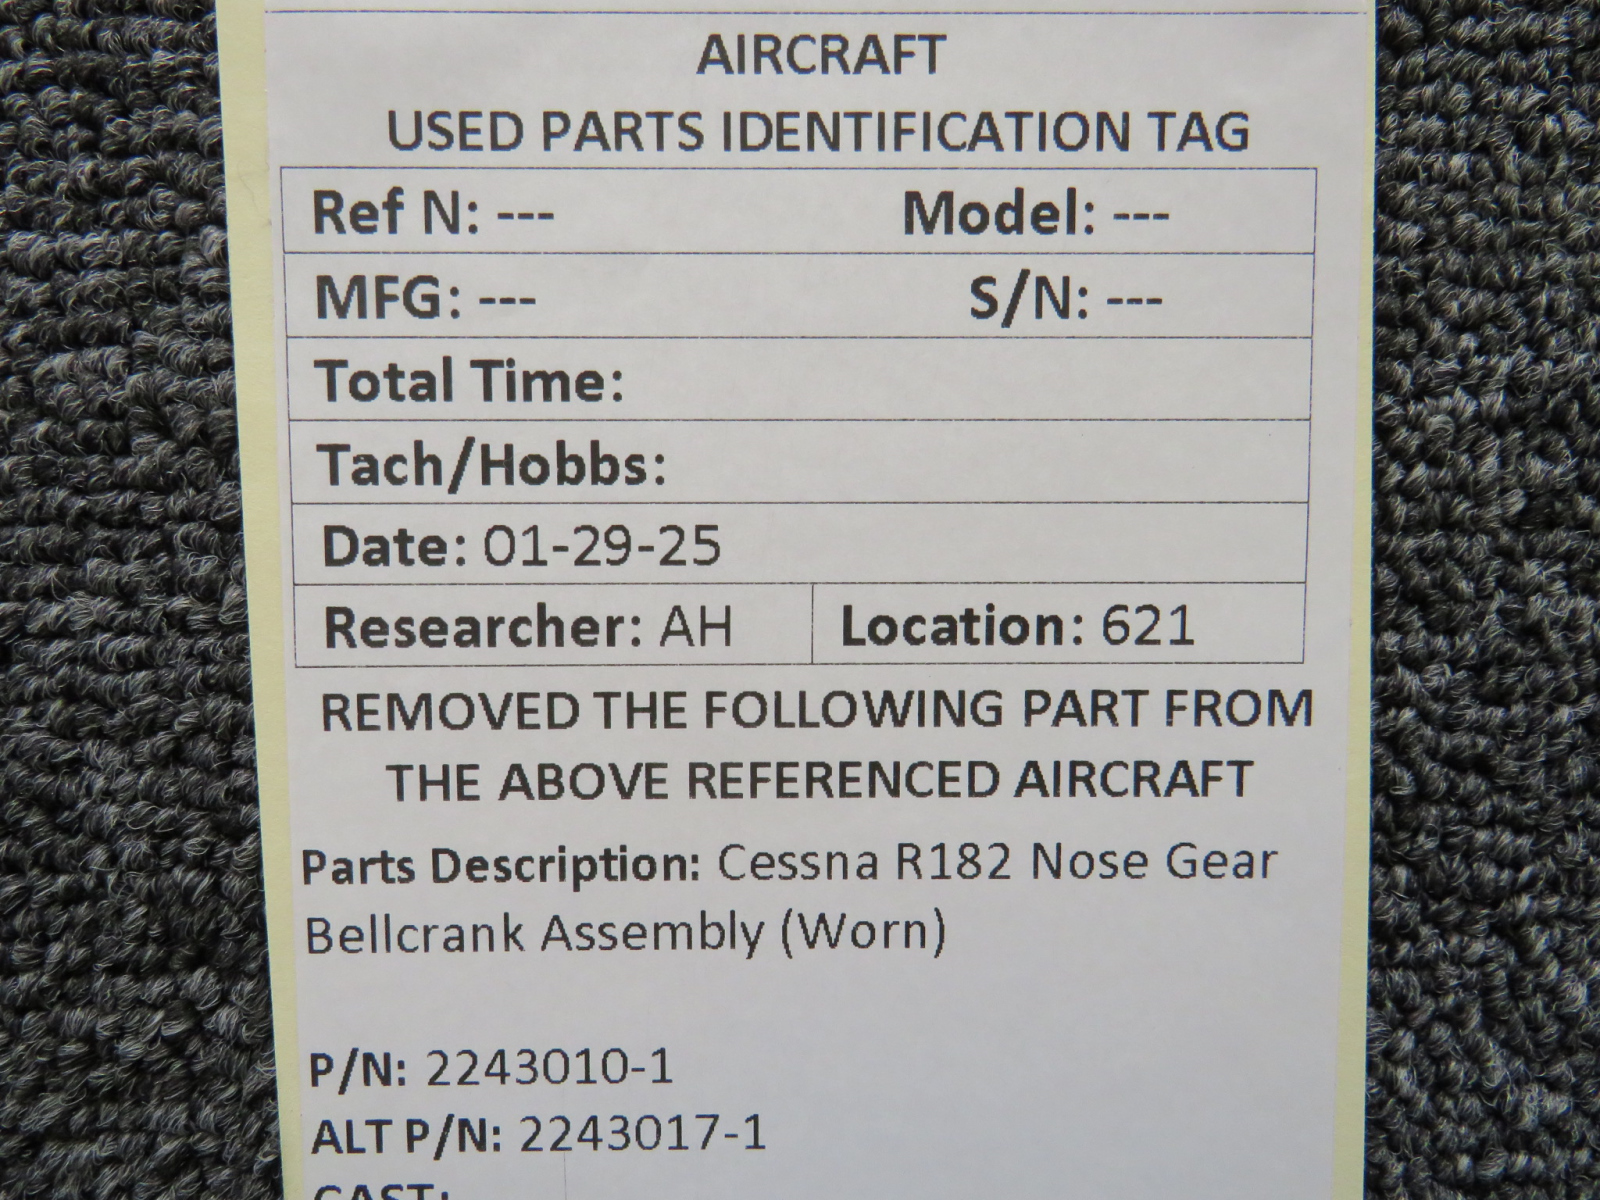 AIRCRAFT
USED PARTS IDENTIFICATION TAG
Ref N: --- Model: ---
MFG: --- S/N: ---
Total Time:
Tach/Hobbs:
Date: 01-29-25
Researcher: AH Location: 621
REMOVED THE FOLLOWING PART FROM
THE ABOVE REFERENCED AIRCRAFT
Parts Description: Cessna R182 Nose Gear
Bellcrank Assembly (Worn)
P/N: 2243010-1
ALT P/N: 2243017-1
CAST: